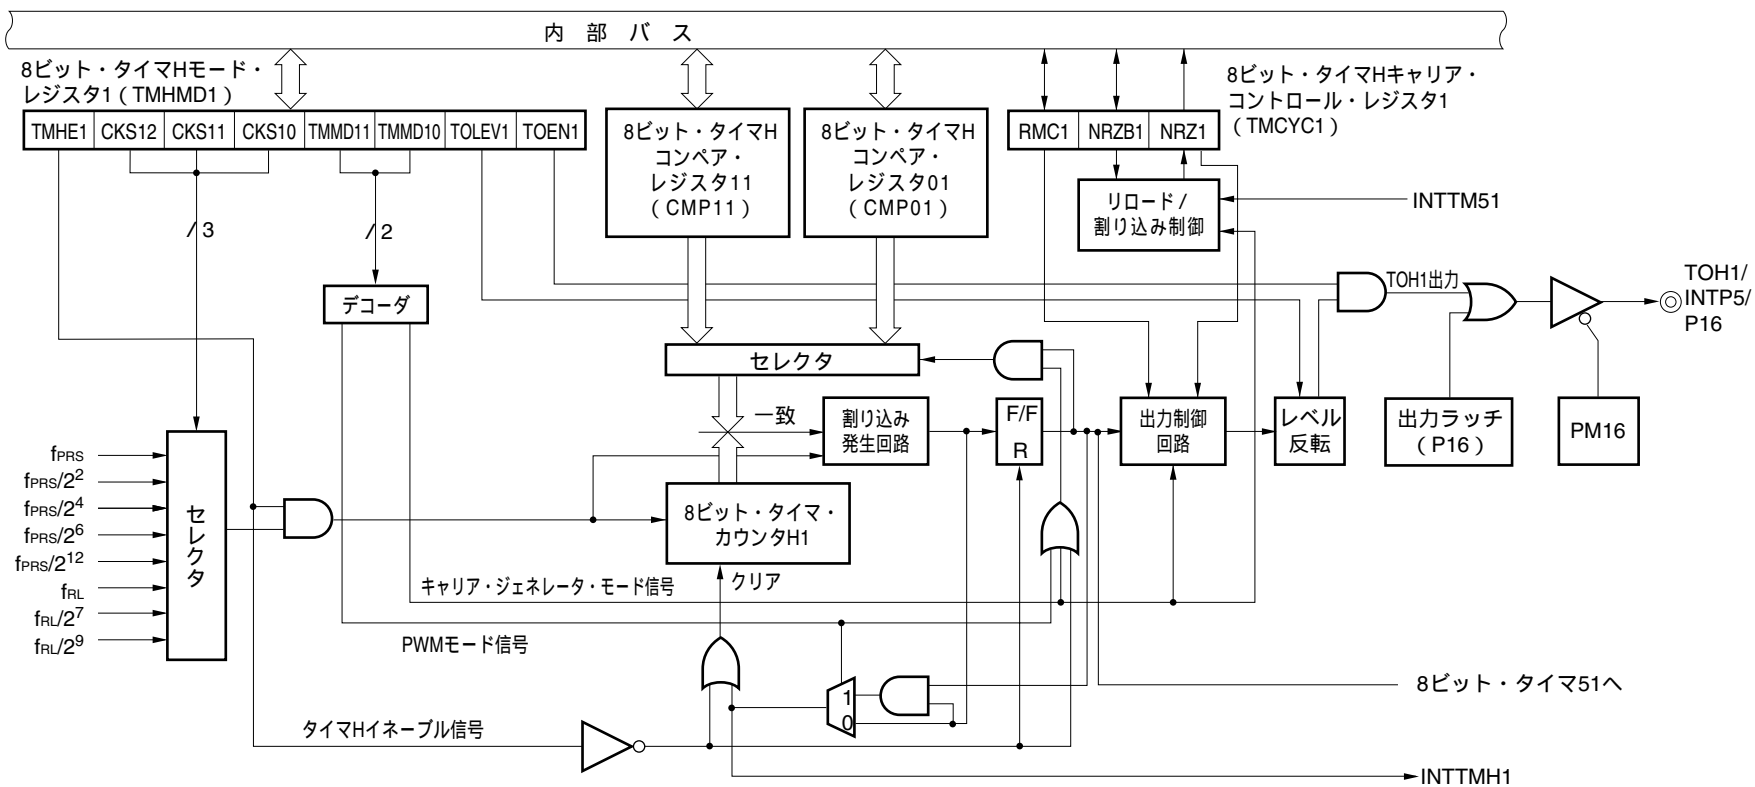 内部バス
8ビット・タイマHモード・
レジスタ1（TMHMD1）
TMHE1 CKS12 CKS11 CKS10 TMMD11 TMMD10 TOLEV1 TOEN1
8ビット・タイマH
コンペア・
レジスタ11
（CMP11）
8ビット・タイマH
コンペア・
レジスタ01
（CMP01）
RMC1 NRZB1 NRZ1
8ビット・タイマHキャリア・
コントロール・レジスタ1
（TMCYC1）
リロード/
割り込み制御
INTTM51
/3
/2
デコーダ
TOH1出力
TOH1/
INTP5/
P16
セレクタ
一致
割り込み
発生回路
F/F
R
出力制御
回路
レベル
反転
出力ラッチ
（P16）
PM16
fPRS
fPRS/2²
fPRS/2⁴
fPRS/2⁶
fPRS/2¹²
fRL
fRL/2⁷
fRL/2⁹
セレクタ
8ビット・タイマ・
カウンタH1
クリア
キャリア・ジェネレータ・モード信号
PWMモード信号
1
0
8ビット・タイマ51へ
タイマHイネーブル信号
INTTMH1